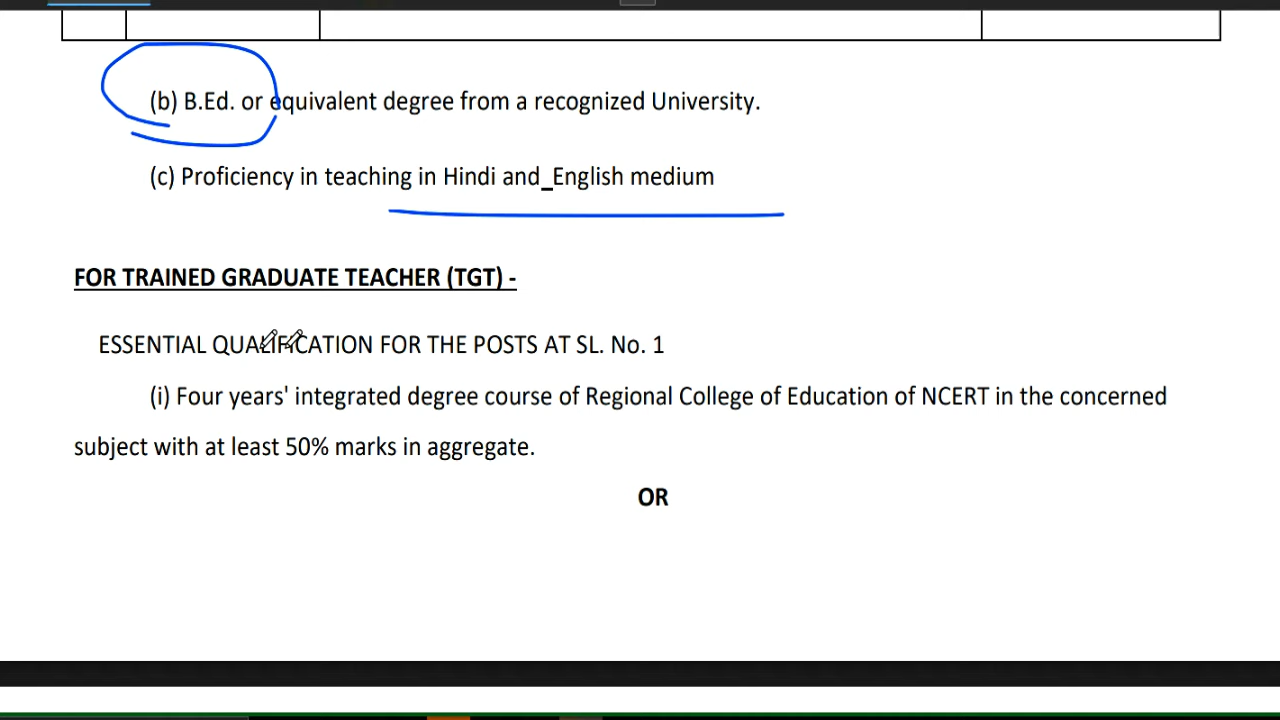 (b) B.Ed. or equivalent degree from a recognized University.
(c) Proficiency in teaching in Hindi and_English medium
FOR TRAINED GRADUATE TEACHER (TGT) -
ESSENTIAL QUALIFICATION FOR THE POSTS AT SL. No. 1
(i) Four years' integrated degree course of Regional College of Education of NCERT in the concerned
subject with at least 50% marks in aggregate.
OR